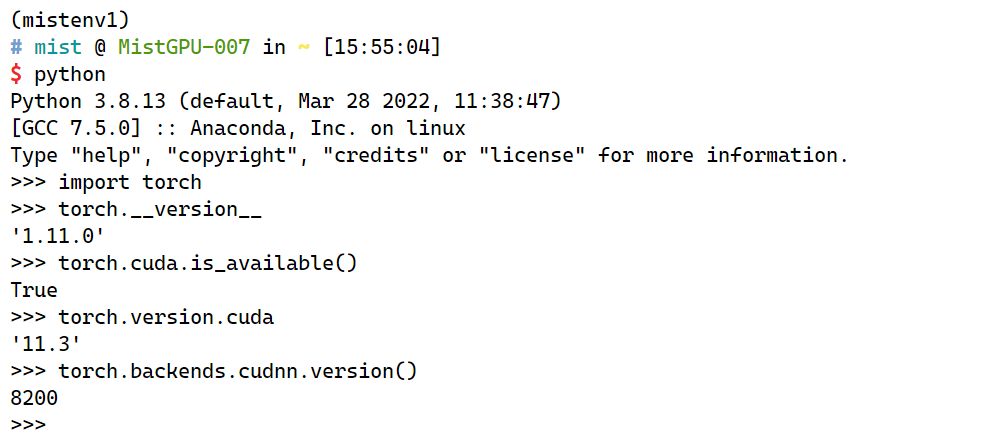 (mistenv1)
# mist @ MistGPU-007 in ~ [15:55:04]
$ python
Python 3.8.13 (default, Mar 28 2022, 11:38:47)
[GCC 7.5.0] :: Anaconda, Inc. on linux
Type "help", "copyright", "credits" or "license" for more information.
>>> import torch
>>> torch.__version__
'1.11.0'
>>> torch.cuda.is_available()
True
>>> torch.version.cuda
'11.3'
>>> torch.backends.cudnn.version()
8200
>>>